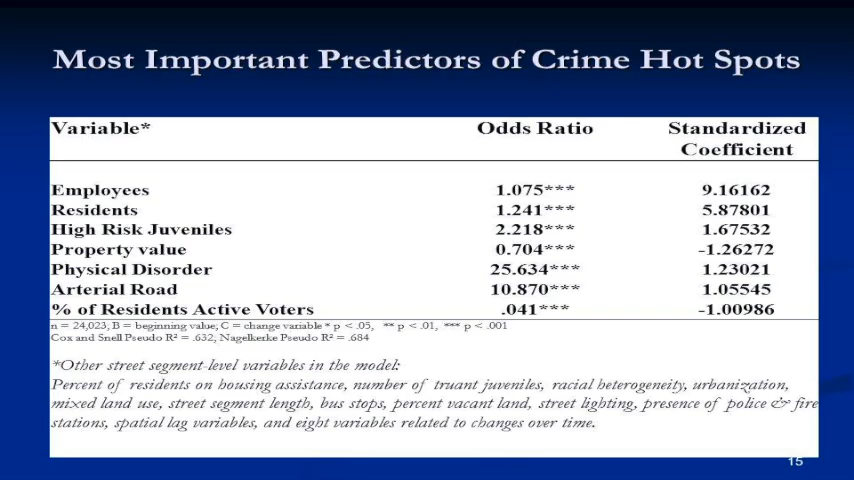 Most Important Predictors of Crime Hot Spots
Variable* Odds Ratio Standardized Coefficient
Employees 1.075*** 9.16162
Residents 1.241*** 5.87801
High Risk Juveniles 2.218*** 1.67532
Property value 0.704*** -1.26272
Physical Disorder 25.634*** 1.23021
Arterial Road 10.870*** 1.05545
% of Residents Active Voters .041*** -1.00986
n = 24,023; B = beginning value; C = change variable * p < .05, ** p < .01, *** p < .001
Cox and Snell Pseudo R² = .632; Nagelkerke Pseudo R² = .684
*Other street segment-level variables in the model:
Percent of residents on housing assistance, number of truant juveniles, racial heterogeneity, urbanization,
mixed land use, street segment length, bus stops, percent vacant land, street lighting, presence of police & fire
stations, spatial lag variables, and eight variables related to changes over time.
15